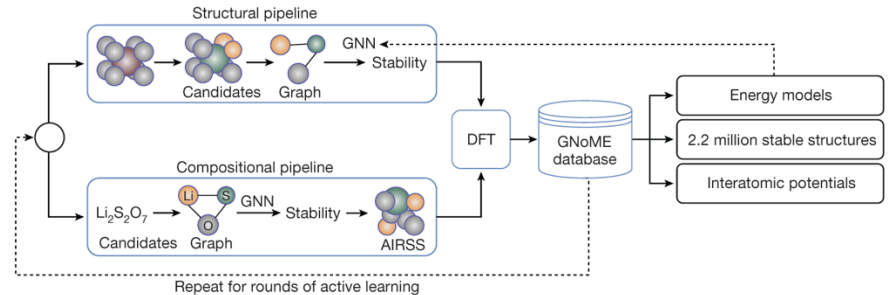 Structural pipeline
GNN
Stability
Candidates
Graph
Compositional pipeline
Li₂S₂O₇
Li
S
O
GNN
Stability
Candidates
Graph
AIRSS
DFT
GNoME
database
Energy models
2.2 million stable structures
Interatomic potentials
Repeat for rounds of active learning